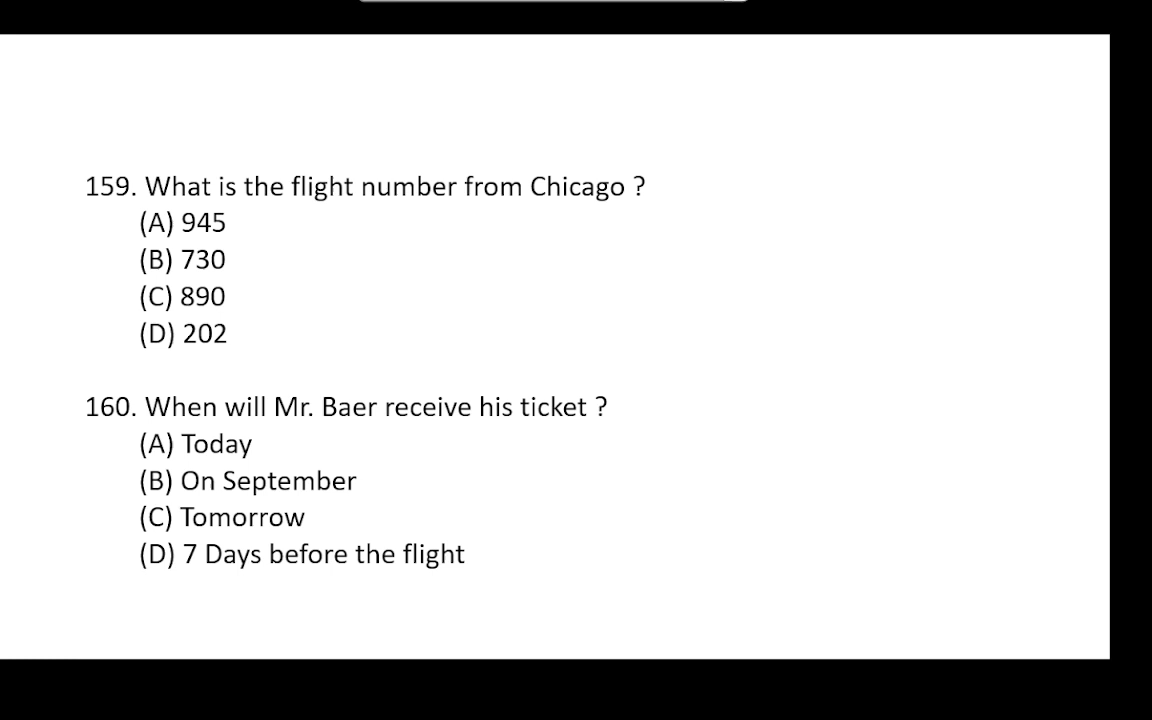 159. What is the flight number from Chicago ?
(A) 945
(B) 730
(C) 890
(D) 202
160. When will Mr. Baer receive his ticket ?
(A) Today
(B) On September
(C) Tomorrow
(D) 7 Days before the flight